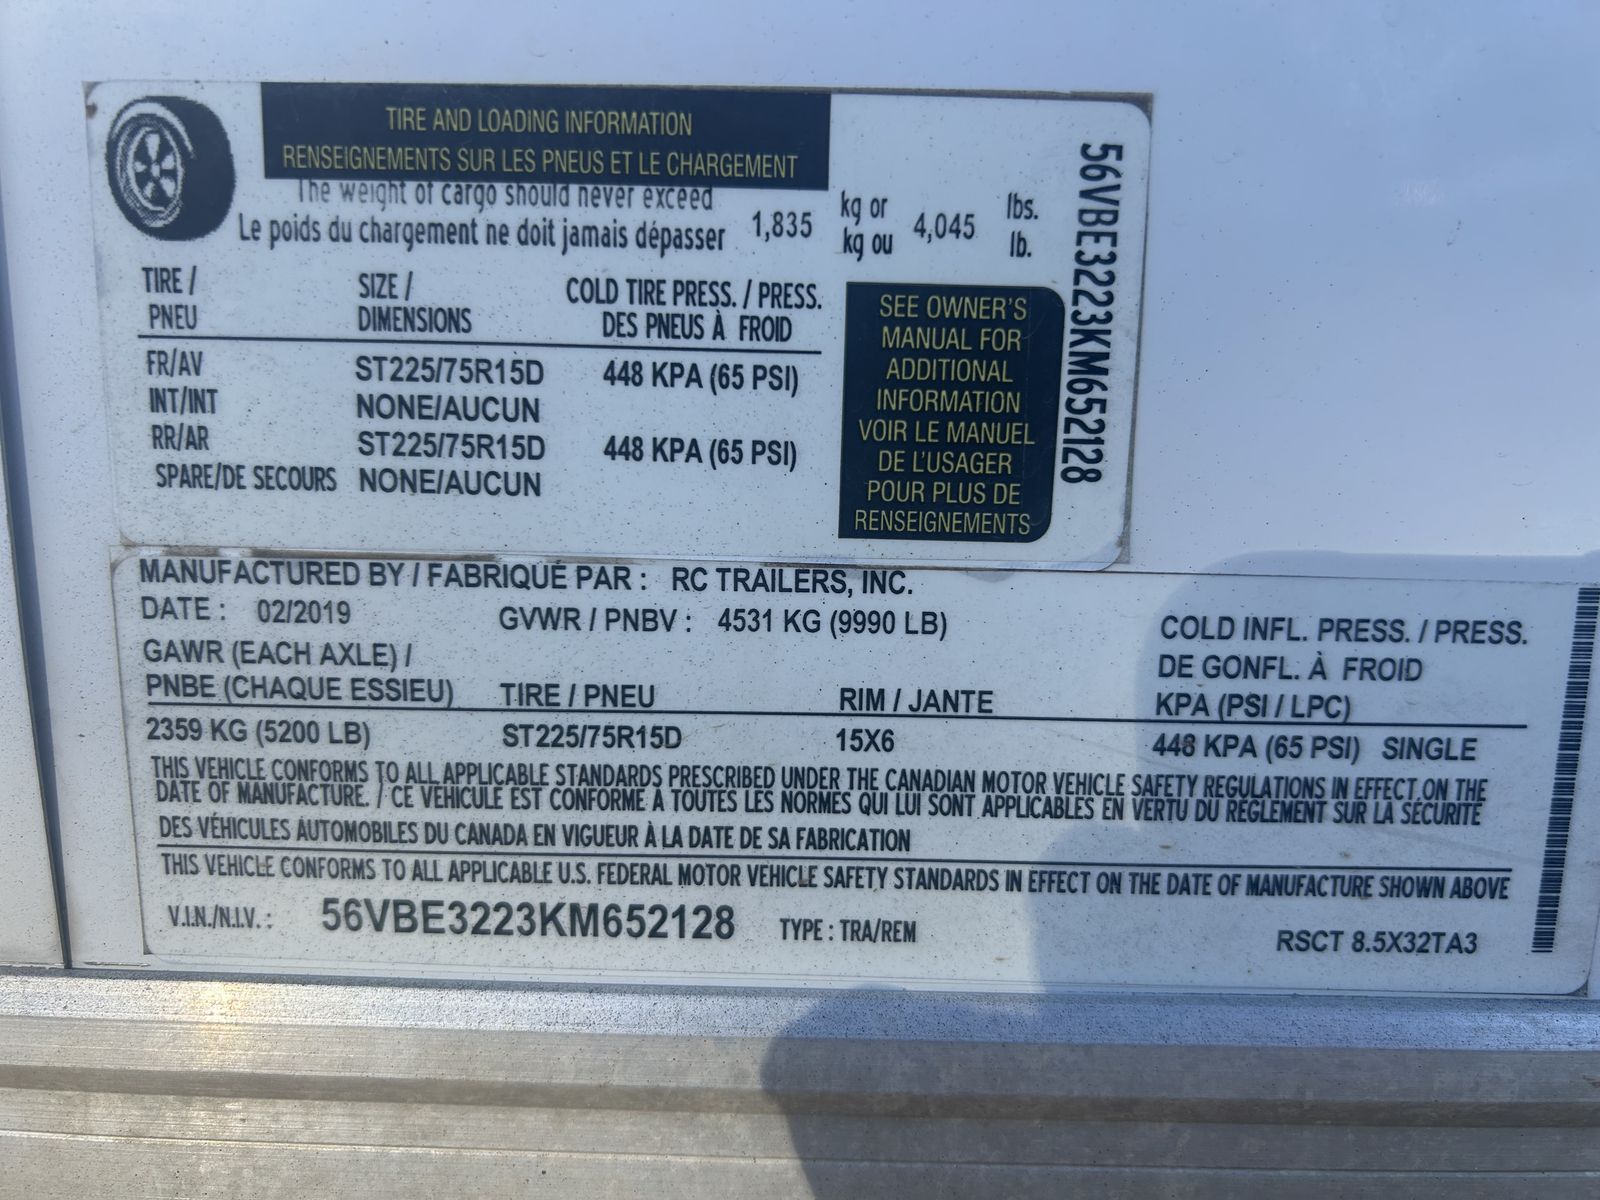 TIRE AND LOADING INFORMATION
RENSEIGNEMENTS SUR LES PNEUS ET LE CHARGEMENT
The weight of cargo should never exceed
Le poids du chargement ne doit jamais dépasser 1,835 kg or kg ou 4,045 lbs. lb.
TIRE / PNEU SIZE / DIMENSIONS COLD TIRE PRESS. / PRESS. DES PNEUS À FROID
FR/AV ST225/75R15D 448 KPA (65 PSI)
INT/INT NONE/AUCUN
RR/AR ST225/75R15D 448 KPA (65 PSI)
SPARE/DE SECOURS NONE/AUCUN
SEE OWNER'S
MANUAL FOR
ADDITIONAL
INFORMATION
VOIR LE MANUEL
DE L'USAGER
POUR PLUS DE
RENSEIGNEMENTS
56VBE3223KM652128
MANUFACTURED BY / FABRIQUÉ PAR : RC TRAILERS, INC.
DATE : 02/2019 GVWR / PNBV : 4531 KG (9990 LB)
GAWR (EACH AXLE) /
PNBE (CHAQUE ESSIEU) TIRE / PNEU RIM / JANTE
COLD INFL. PRESS. / PRESS.
DE GONFL. À FROID
KPA (PSI / LPC)
2359 KG (5200 LB) ST225/75R15D 15X6 448 KPA (65 PSI) SINGLE
THIS VEHICLE CONFORMS TO ALL APPLICABLE STANDARDS PRESCRIBED UNDER THE CANADIAN MOTOR VEHICLE SAFETY REGULATIONS IN EFFECT ON THE
DATE OF MANUFACTURE. / CE VÉHICULE EST CONFORME À TOUTES LES NORMES QUI LUI SONT APPLICABLES EN VERTU DU RÈGLEMENT SUR LA SÉCURITÉ
DES VÉHICULES AUTOMOBILES DU CANADA EN VIGUEUR À LA DATE DE SA FABRICATION
THIS VEHICLE CONFORMS TO ALL APPLICABLE U.S. FEDERAL MOTOR VEHICLE SAFETY STANDARDS IN EFFECT ON THE DATE OF MANUFACTURE SHOWN ABOVE
V.I.N./N.I.V. : 56VBE3223KM652128 TYPE : TRA/REM RSCT 8.5X32TA3